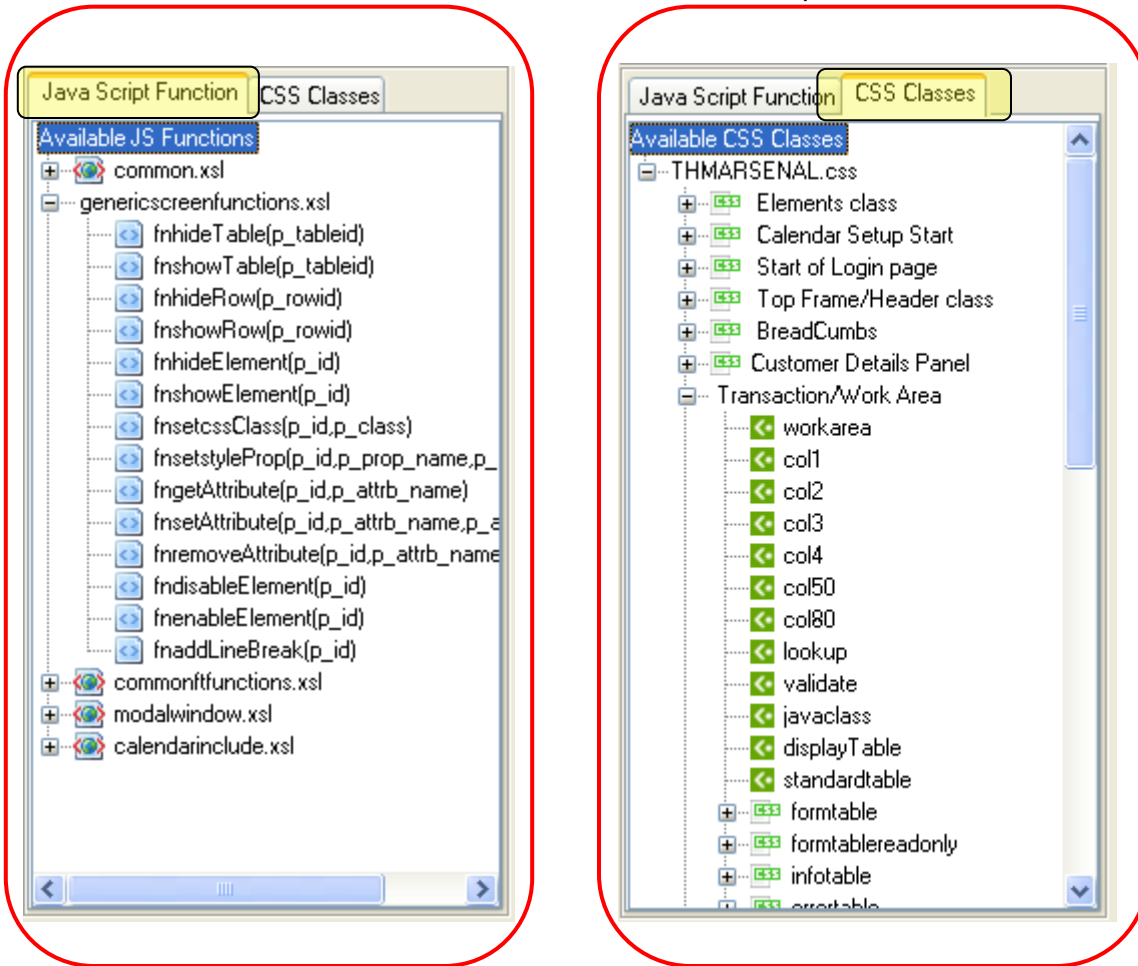 Java Script Function
CSS Classes
Available JS Functions
common.xsl
genericscreenfunctions.xsl
fnhideTable(p_tableid)
fnshowTable(p_tableid)
fnhideRow(p_rowid)
fnshowRow(p_rowid)
fnhideElement(p_id)
fnshowElement(p_id)
fnsetcssClass(p_id,p_class)
fnsetstyleProp(p_id,p_prop_name,p_
fngetAttribute(p_id,p_attrb_name)
fnsetAttribute(p_id,p_attrb_name,p_a
fnremoveAttribute(p_id,p_attrb_name
fndisableElement(p_id)
fnenableElement(p_id)
fnaddLineBreak(p_id)
commonftfunctions.xsl
modalwindow.xsl
calendarinclude.xsl
Java Script Function
CSS Classes
Available CSS Classes
THMARSENAL.css
Elements class
Calendar Setup Start
Start of Login page
Top Frame/Header class
BreadCumbs
Customer Details Panel
Transaction/Work Area
workarea
col1
col2
col3
col4
col50
col80
lookup
validate
javaclass
displayTable
standardtable
formtable
formtablereadonly
infotable